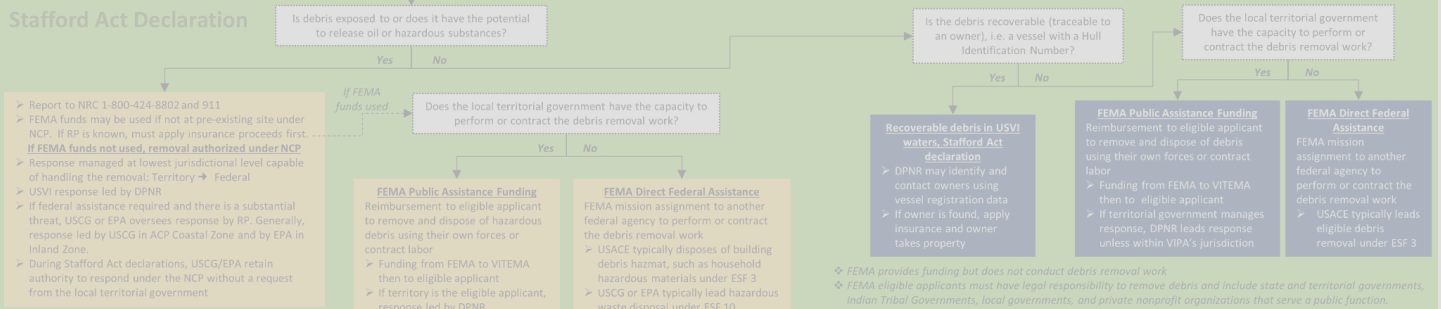 Stafford Act Declaration
Is debris exposed to or does it have the potential
to release oil or hazardous substances?
Yes No
➢ Report to NRC 1-800-424-8802 and 911
➢ FEMA funds may be used if not at pre-existing site under
NCP. If RP is known, must apply insurance proceeds first.
If FEMA funds not used, removal authorized under NCP
➢ Response managed at lowest jurisdictional level capable
of handling the removal: Territory → Federal
➢ USVI response led by DPNR
➢ If federal assistance required and there is a substantial
threat, USCG or EPA oversees response by RP. Generally,
response led by USCG in ACP Coastal Zone and by EPA in
Inland Zone.
➢ During Stafford Act declarations, USCG/EPA retain
authority to respond under the NCP without a request
from the local territorial government
If FEMA
funds used
Does the local territorial government have the capacity to
perform or contract the debris removal work?
Yes No
FEMA Public Assistance Funding
Reimbursement to eligible applicant
to remove and dispose of hazardous
debris using their own forces or
contract labor
➢ Funding from FEMA to VITEMA
then to eligible applicant
➢ If territory is the eligible applicant,
response led by DPNR
FEMA Direct Federal Assistance
FEMA mission assignment to another
federal agency to perform or contract
the debris removal work
➢ USACE typically disposes of building
debris hazmat, such as household
hazardous materials under ESF 3
➢ USCG or EPA typically lead hazardous
waste disposal under ESF 10
Is the debris recoverable (traceable to
an owner), i.e. a vessel with a Hull
Identification Number?
Yes No
Recoverable debris in USVI
waters, Stafford Act
declaration
➢ DPNR may identify and
contact owners using
vessel registration data
➢ If owner is found, apply
insurance and owner
takes property
Does the local territorial government
have the capacity to perform or
contract the debris removal work?
Yes No
FEMA Public Assistance Funding
Reimbursement to eligible applicant
to remove and dispose of debris
using their own forces or contract
labor
➢ Funding from FEMA to VITEMA
then to eligible applicant
➢ If territorial government manages
response, DPNR leads response
unless within VIPA's jurisdiction
FEMA Direct Federal
Assistance
FEMA mission
assignment to another
federal agency to
perform or contract the
debris removal work
➢ USACE typically leads
eligible debris
removal under ESF 3
❖ FEMA provides funding but does not conduct debris removal work
❖ FEMA eligible applicants must have legal responsibility to remove debris and include state and territorial governments,
Indian Tribal Governments, local governments, and private nonprofit organizations that serve a public function.